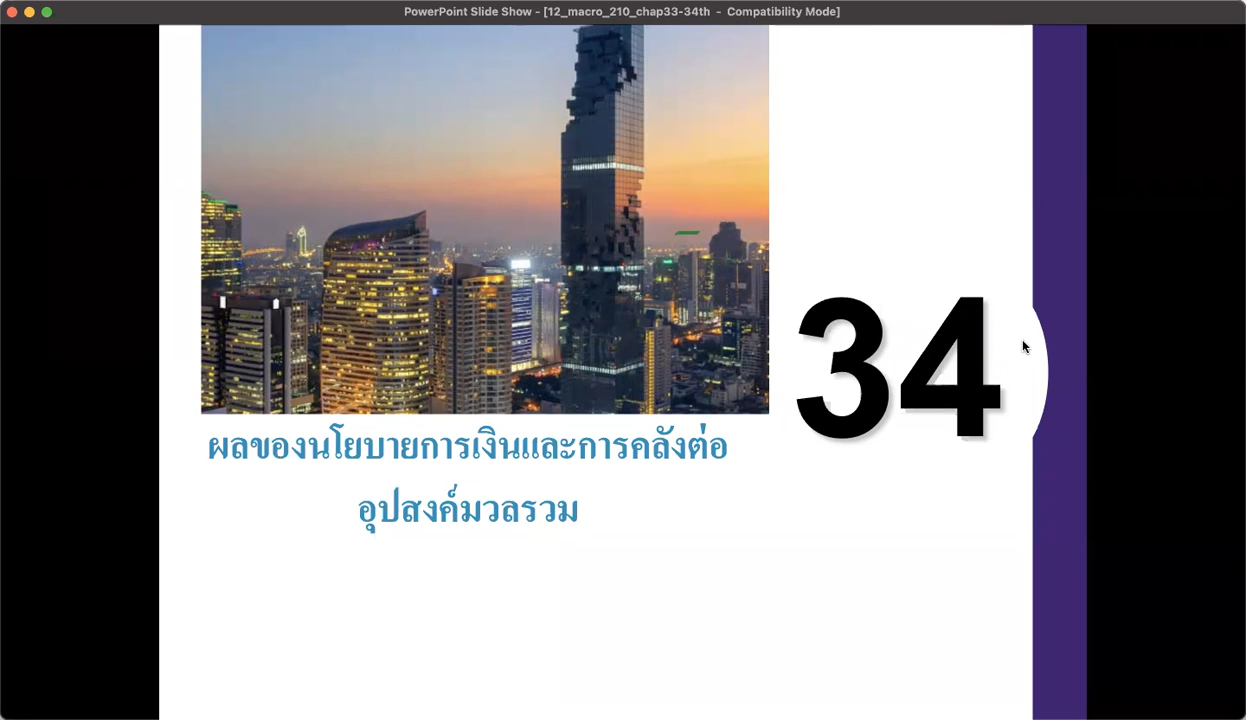 PowerPoint Slide Show - [12_macro_210_chap33-34th - Compatibility Mode]
34
ผลของนโยบายการเงินและการคลังต่อ
อุปสงค์มวลรวม